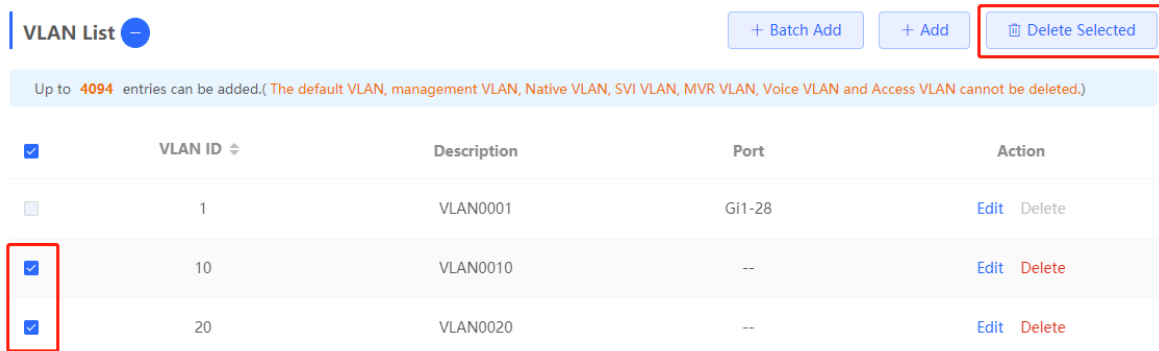 VLAN List
+ Batch Add
+ Add
Delete Selected
Up to 4094 entries can be added.( The default VLAN, management VLAN, Native VLAN, SVI VLAN, MVR VLAN, Voice VLAN and Access VLAN cannot be deleted.)
VLAN ID Description Port Action
1 VLAN0001 Gi1-28 Edit Delete
10 VLAN0010 -- Edit Delete
20 VLAN0020 -- Edit Delete